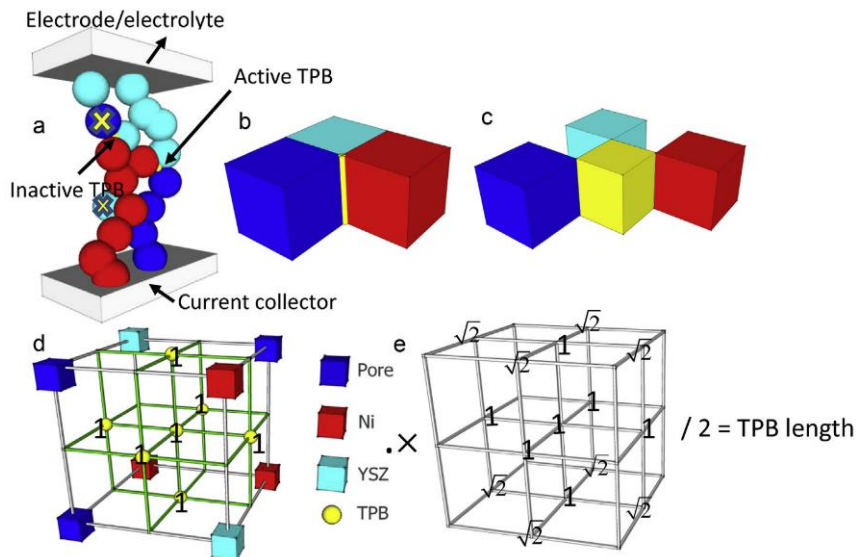 Electrode/electrolyte
Active TPB
a
b
c
Inactive TPB
Current collector
d
1
1
1
1
1
1
Pore
Ni
YSZ
TPB
. ×
e
√2
√2
√2
1
√2
1
1
1
1
1
√2
√2
1
√2
√2
/ 2 = TPB length